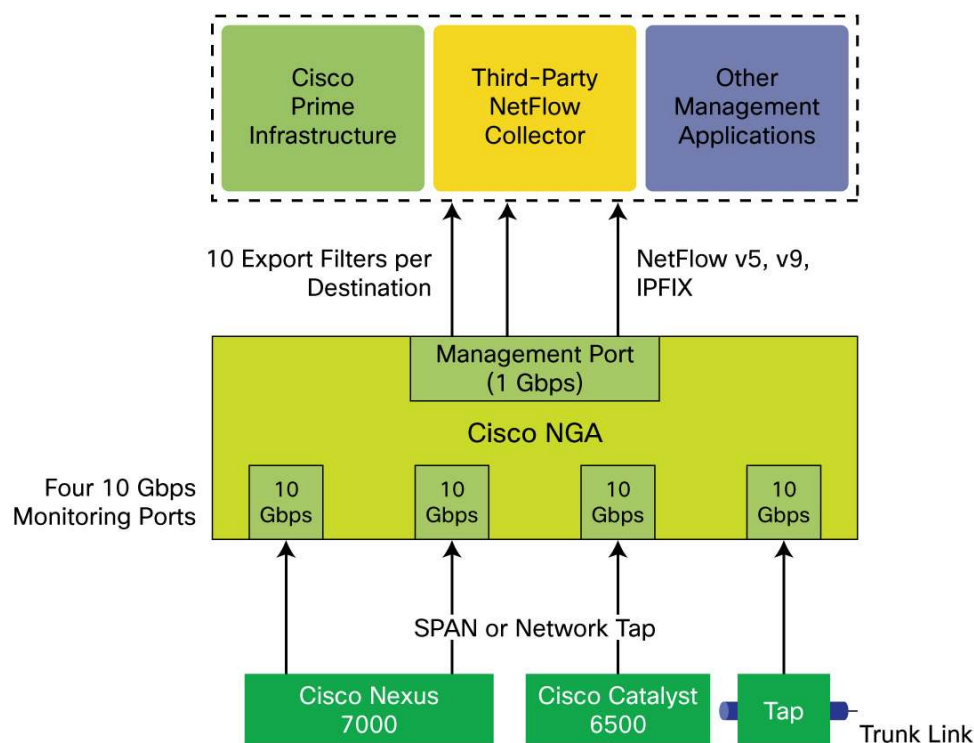 Cisco
Prime
Infrastructure
Third-Party
NetFlow
Collector
Other
Management
Applications
10 Export Filters per
Destination
NetFlow v5, v9,
IPFIX
Management Port
(1 Gbps)
Cisco NGA
Four 10 Gbps
Monitoring Ports
10
Gbps
10
Gbps
10
Gbps
10
Gbps
SPAN or Network Tap
Cisco Nexus
7000
Cisco Catalyst
6500
Tap
Trunk Link